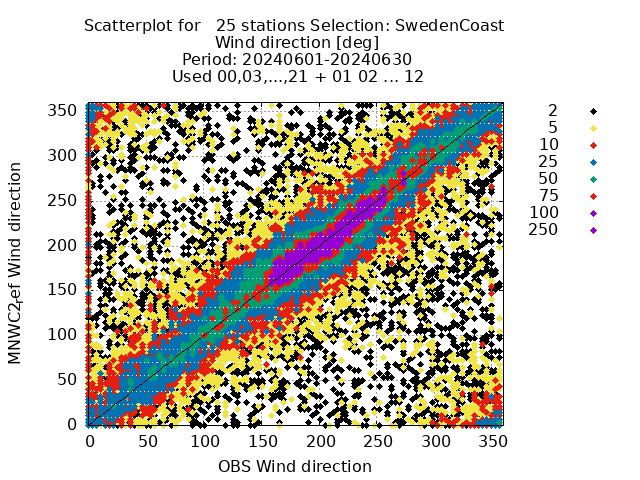 Scatterplot for   25 stations Selection: SwedenCoast
Wind direction [deg]
Period: 20240601-20240630
Used 00,03,...,21 + 01 02 ... 12
350
300
250
200
150
100
50
0
MNWC2 ref Wind direction
0 50 100 150 200 250 300 350
OBS Wind direction
2
5
10
25
50
75
100
250